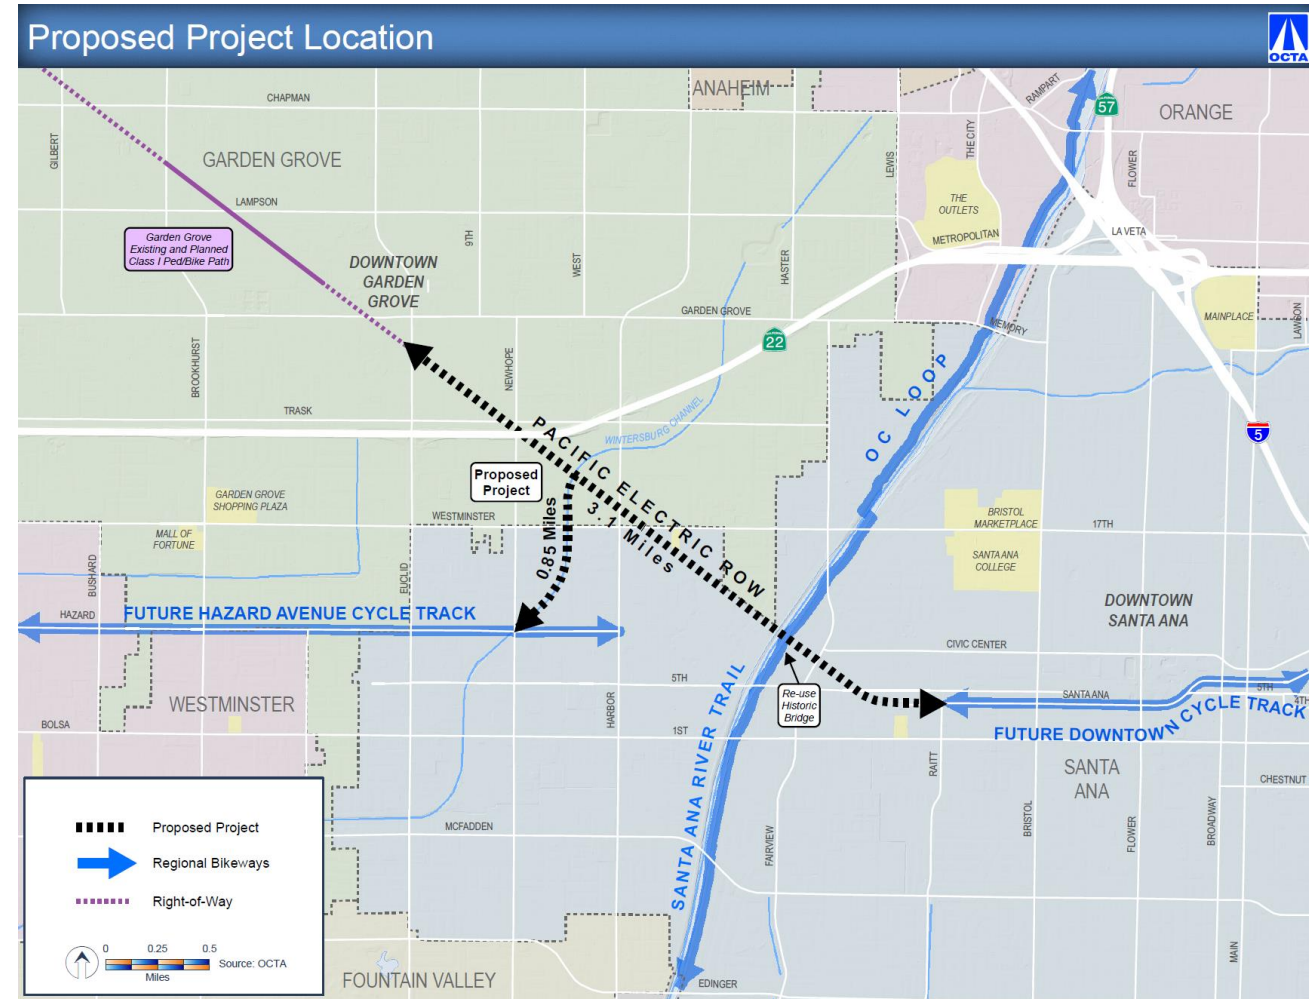 Proposed Project Location
OCTA
ANAHEIM
CHAPMAN
RAMPART
57
ORANGE
GILBERT
GARDEN GROVE
LEWIS
THE CITY
FLOWER
LAMPSON
THE
OUTLETS
Garden Grove
Existing and Planned
Class I Ped/Bike Path
9TH
METROPOLITAN
LA VETA
DOWNTOWN
GARDEN
GROVE
WEST
HASTER
GARDEN GROVE
MEMORY
MAINPLACE
LAWSON
22
BROOKHURST
NEWHOPE
OC LOOP
TRASK
WINTERSBURG CHANNEL
5
PACIFIC ELECTRIC ROW
3.1 Miles
Proposed
Project
0.85 Miles
GARDEN GROVE
SHOPPING PLAZA
WESTMINSTER
BRISTOL
MARKETPLACE
17TH
MALL OF
FORTUNE
SANTA ANA
COLLEGE
BUSHARD
EUCLID
HAZARD
FUTURE HAZARD AVENUE CYCLE TRACK
DOWNTOWN
SANTA ANA
CIVIC CENTER
5TH
Re-use
Historic
Bridge
SANTA ANA
5TH
4TH
WESTMINSTER
HARBOR
BOLSA
1ST
FUTURE DOWNTOWN CYCLE TRACK
SANTA ANA RIVER TRAIL
RAITT
SANTA
ANA
CHESTNUT
MCFADDEN
FAIRVIEW
BRISTOL
FLOWER
BROADWAY
MAIN
Proposed Project
Regional Bikeways
Right-of-Way
0 0.25 0.5
Miles
Source: OCTA
FOUNTAIN VALLEY
EDINGER